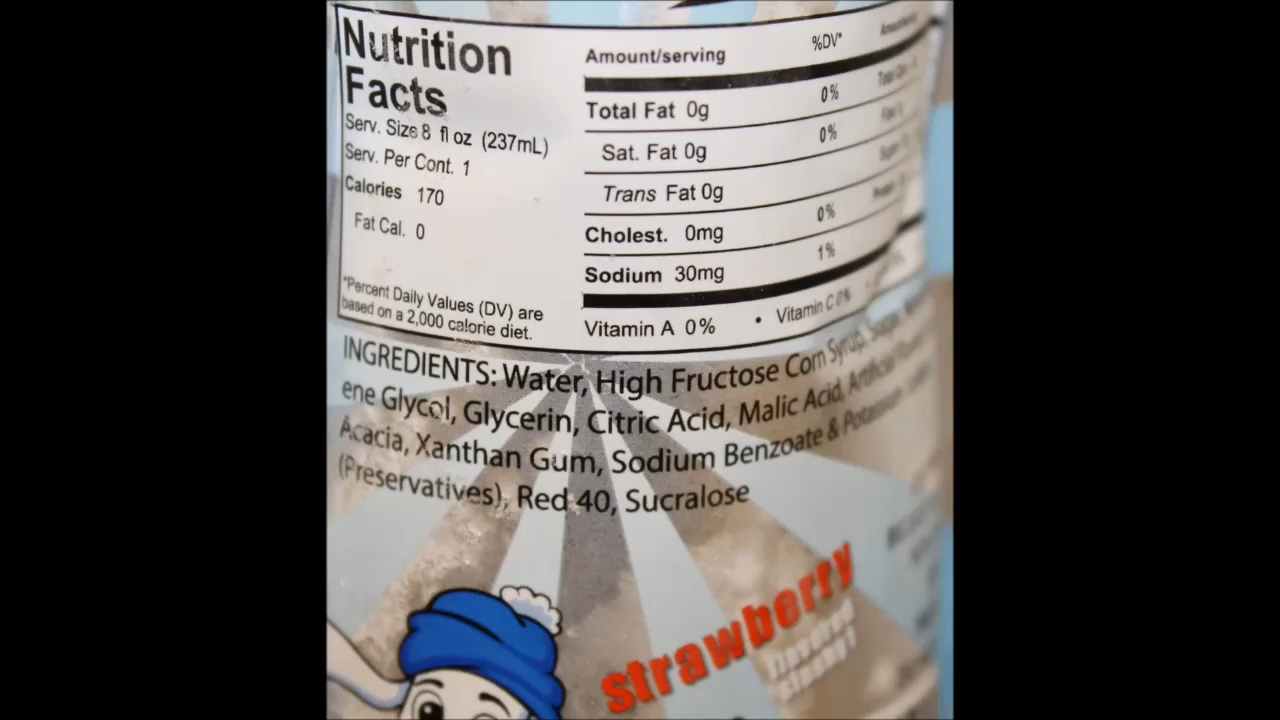 Nutrition
Facts
Serv. Size 8 fl oz (237mL)
Serv. Per Cont. 1
Calories 170
Fat Cal. 0
*Percent Daily Values (DV) are
based on a 2,000 calorie diet.
Amount/serving %DV*
Total Fat 0g 0%
Sat. Fat 0g 0%
Trans Fat 0g
Cholest. 0mg 0%
Sodium 30mg 1%
Vitamin A 0% • Vitamin C 0%
INGREDIENTS: Water, High Fructose Corn Syrup, Sugar,
ene Glycol, Glycerin, Citric Acid, Malic Acid, Artificial
Acacia, Xanthan Gum, Sodium Benzoate & Potassium
(Preservatives), Red 40, Sucralose
strawberry
flavored
slushy!